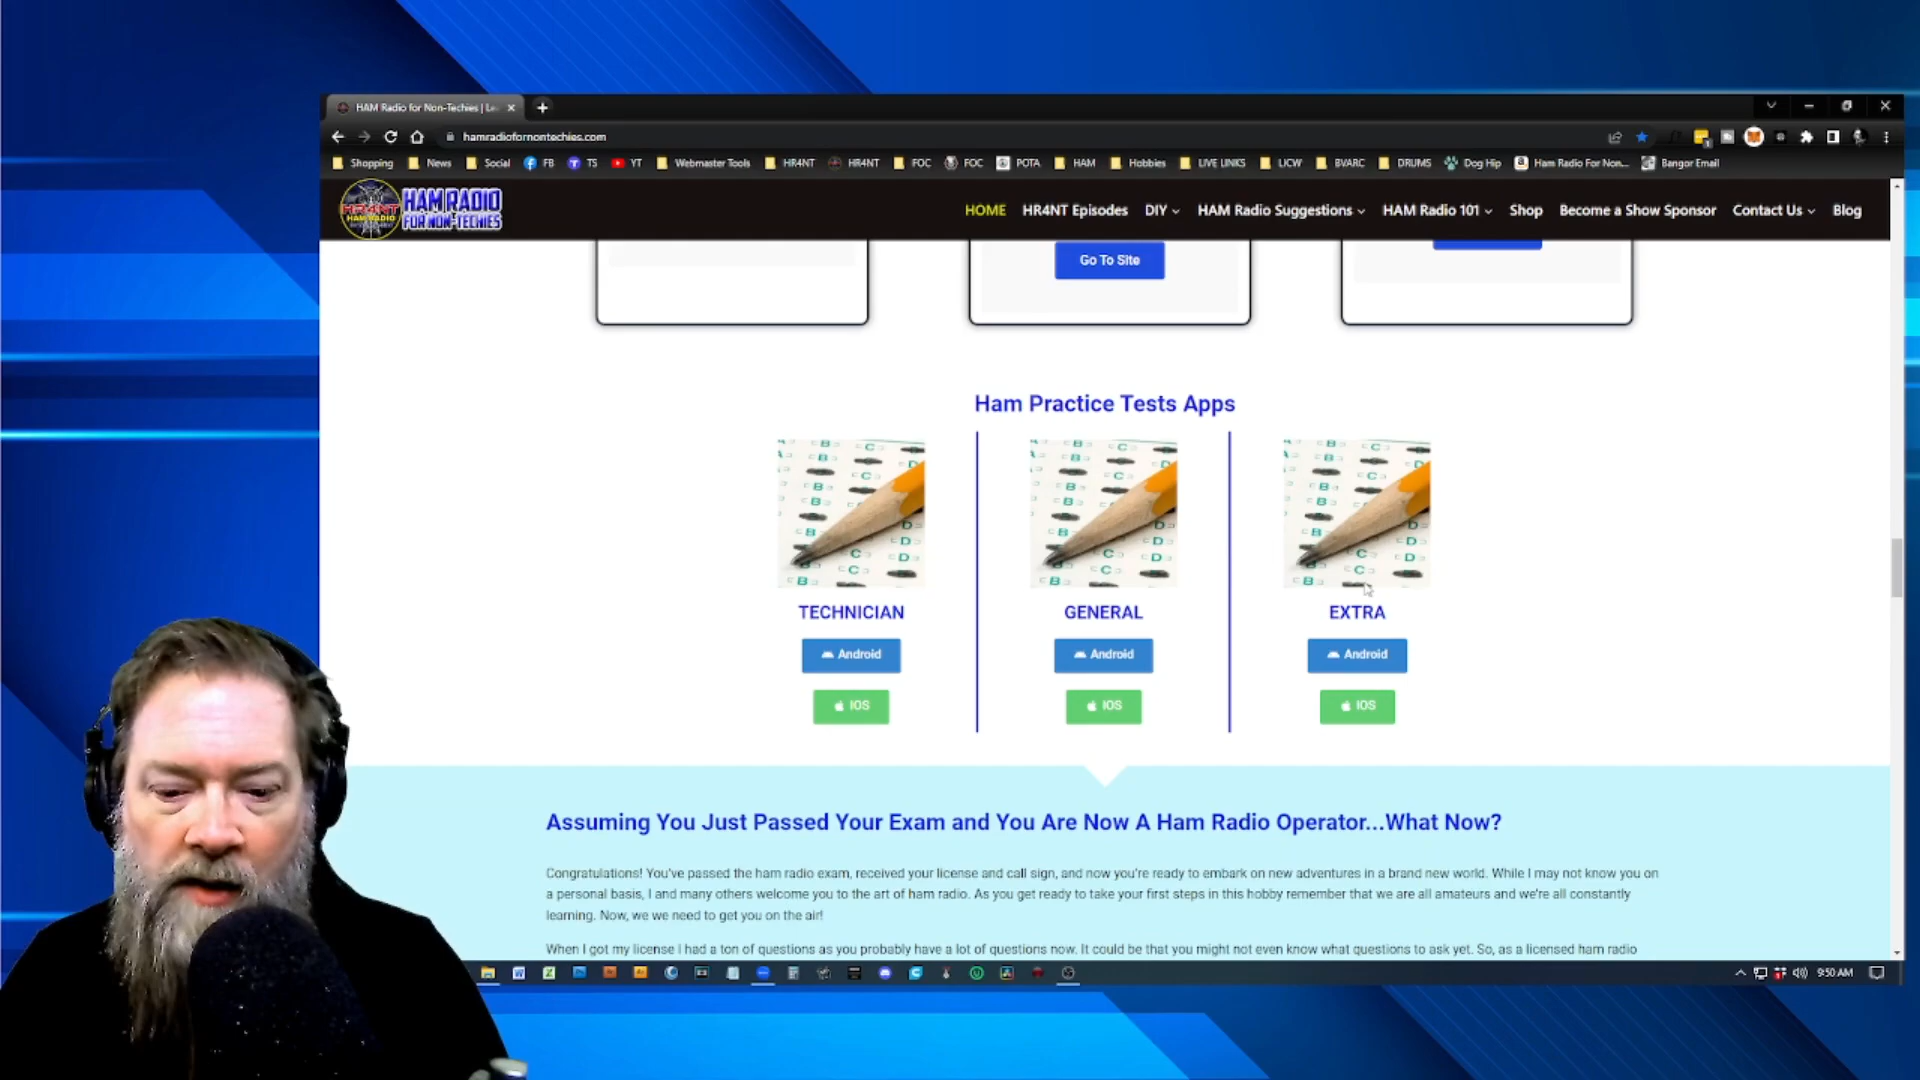 HAM Radio for Non-Techies | Le
hamradiofornontechies.com
Shopping News Social FB TS YT Webmaster Tools HR4NT HR4NT FOC FOC POTA HAM Hobbies LIVE LINKS LICW BVARC DRUMS Dog Hip Ham Radio For Non... Bangor Email
HR4NT
HAM RADIO
HAM RADIO
FOR NON-TECHIES
HOME HR4NT Episodes DIY HAM Radio Suggestions HAM Radio 101 Shop Become a Show Sponsor Contact Us Blog
Go To Site
Ham Practice Tests Apps
TECHNICIAN GENERAL EXTRA
Android Android Android
IOS IOS IOS
Assuming You Just Passed Your Exam and You Are Now A Ham Radio Operator...What Now?
Congratulations! You've passed the ham radio exam, received your license and call sign, and now you're ready to embark on new adventures in a brand new world. While I may not know you on
a personal basis, I and many others welcome you to the art of ham radio. As you get ready to take your first steps in this hobby remember that we are all amateurs and we're all constantly
learning. Now, we we need to get you on the air!
When I got my license I had a ton of questions as you probably have a lot of questions now. It could be that you might not even know what questions to ask yet. So, as a licensed ham radio
9:50 AM